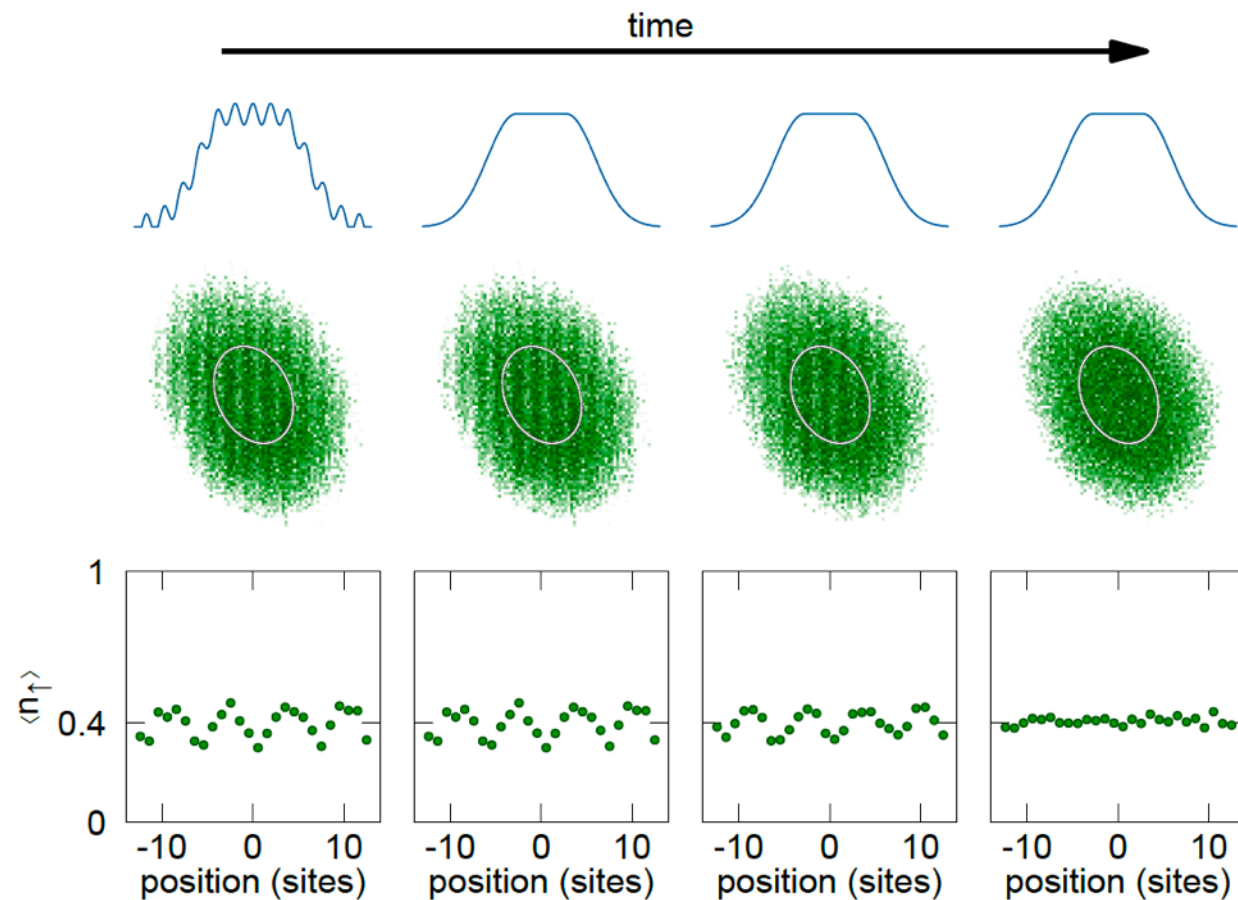 time
1
0.4
0
⟨n↑⟩
-10 0 10 -10 0 10 -10 0 10 -10 0 10
position (sites) position (sites) position (sites) position (sites)